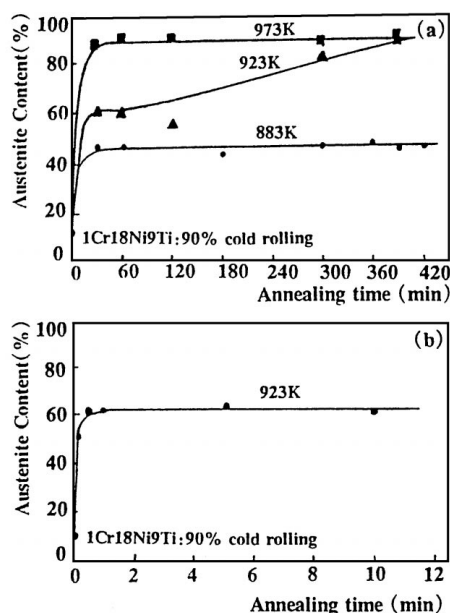 (a)
Austenite Content(%)
100
80
60
40
20
0
973K
923K
883K
1Cr18Ni9Ti:90% cold rolling
0 60 120 180 240 300 360 420
Annealing time (min)
(b)
Austenite Content(%)
100
80
60
40
20
0
923K
1Cr18Ni9Ti:90% cold rolling
0 2 4 6 8 10 12
Annealing time (min)